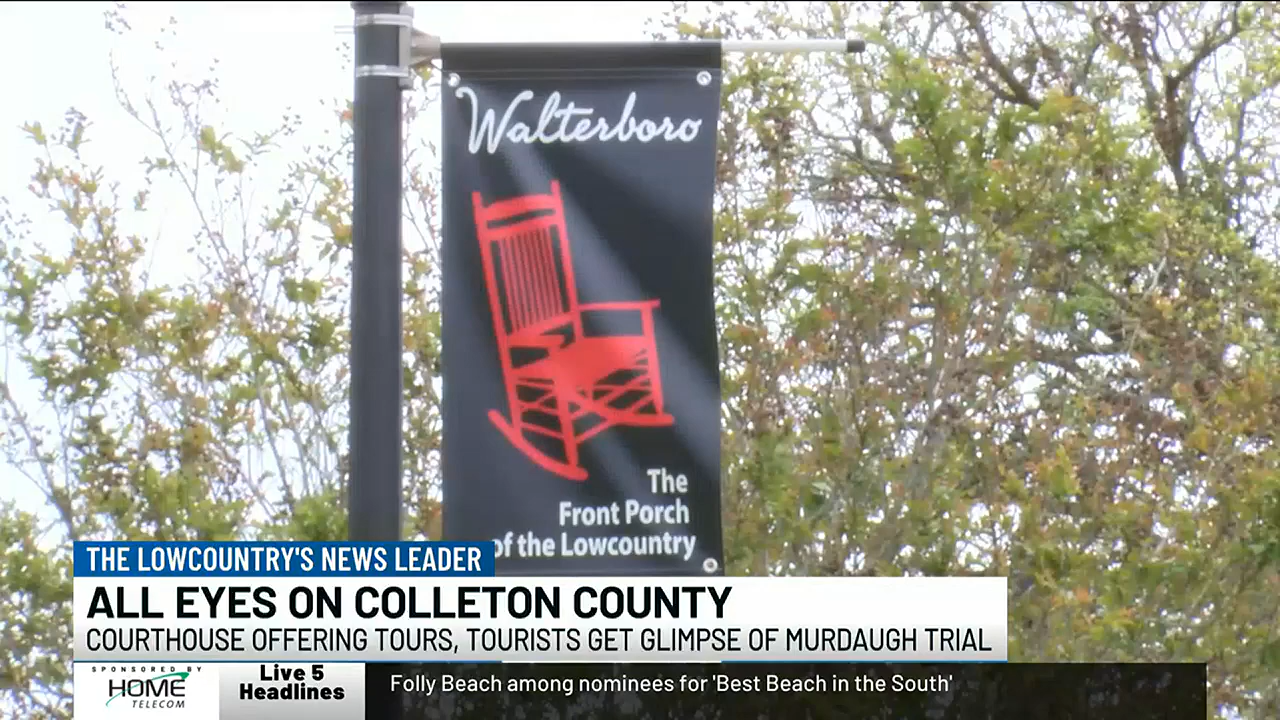 Walterboro
The
Front Porch
of the Lowcountry
THE LOWCOUNTRY'S NEWS LEADER
ALL EYES ON COLLETON COUNTY
COURTHOUSE OFFERING TOURS, TOURISTS GET GLIMPSE OF MURDAUGH TRIAL
SPONSORED BY
HOME
TELECOM
Live 5
Headlines
Folly Beach among nominees for 'Best Beach in the South'